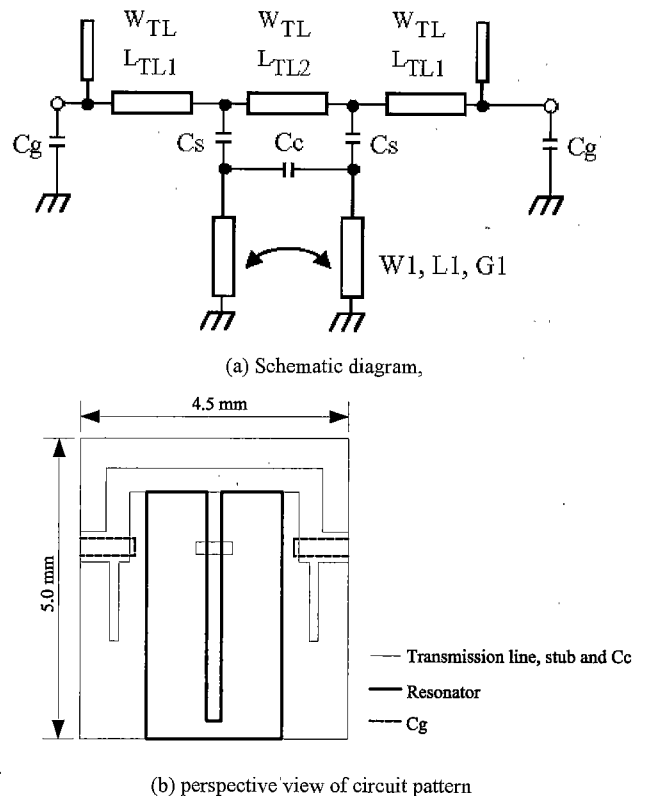 W_TL W_TL W_TL
L_TL1 L_TL2 L_TL1
Cg Cs Cc Cs Cg
W1, L1, G1
(a) Schematic diagram,
4.5 mm
5.0 mm
Transmission line, stub and Cc
Resonator
Cg
(b) perspective view of circuit pattern